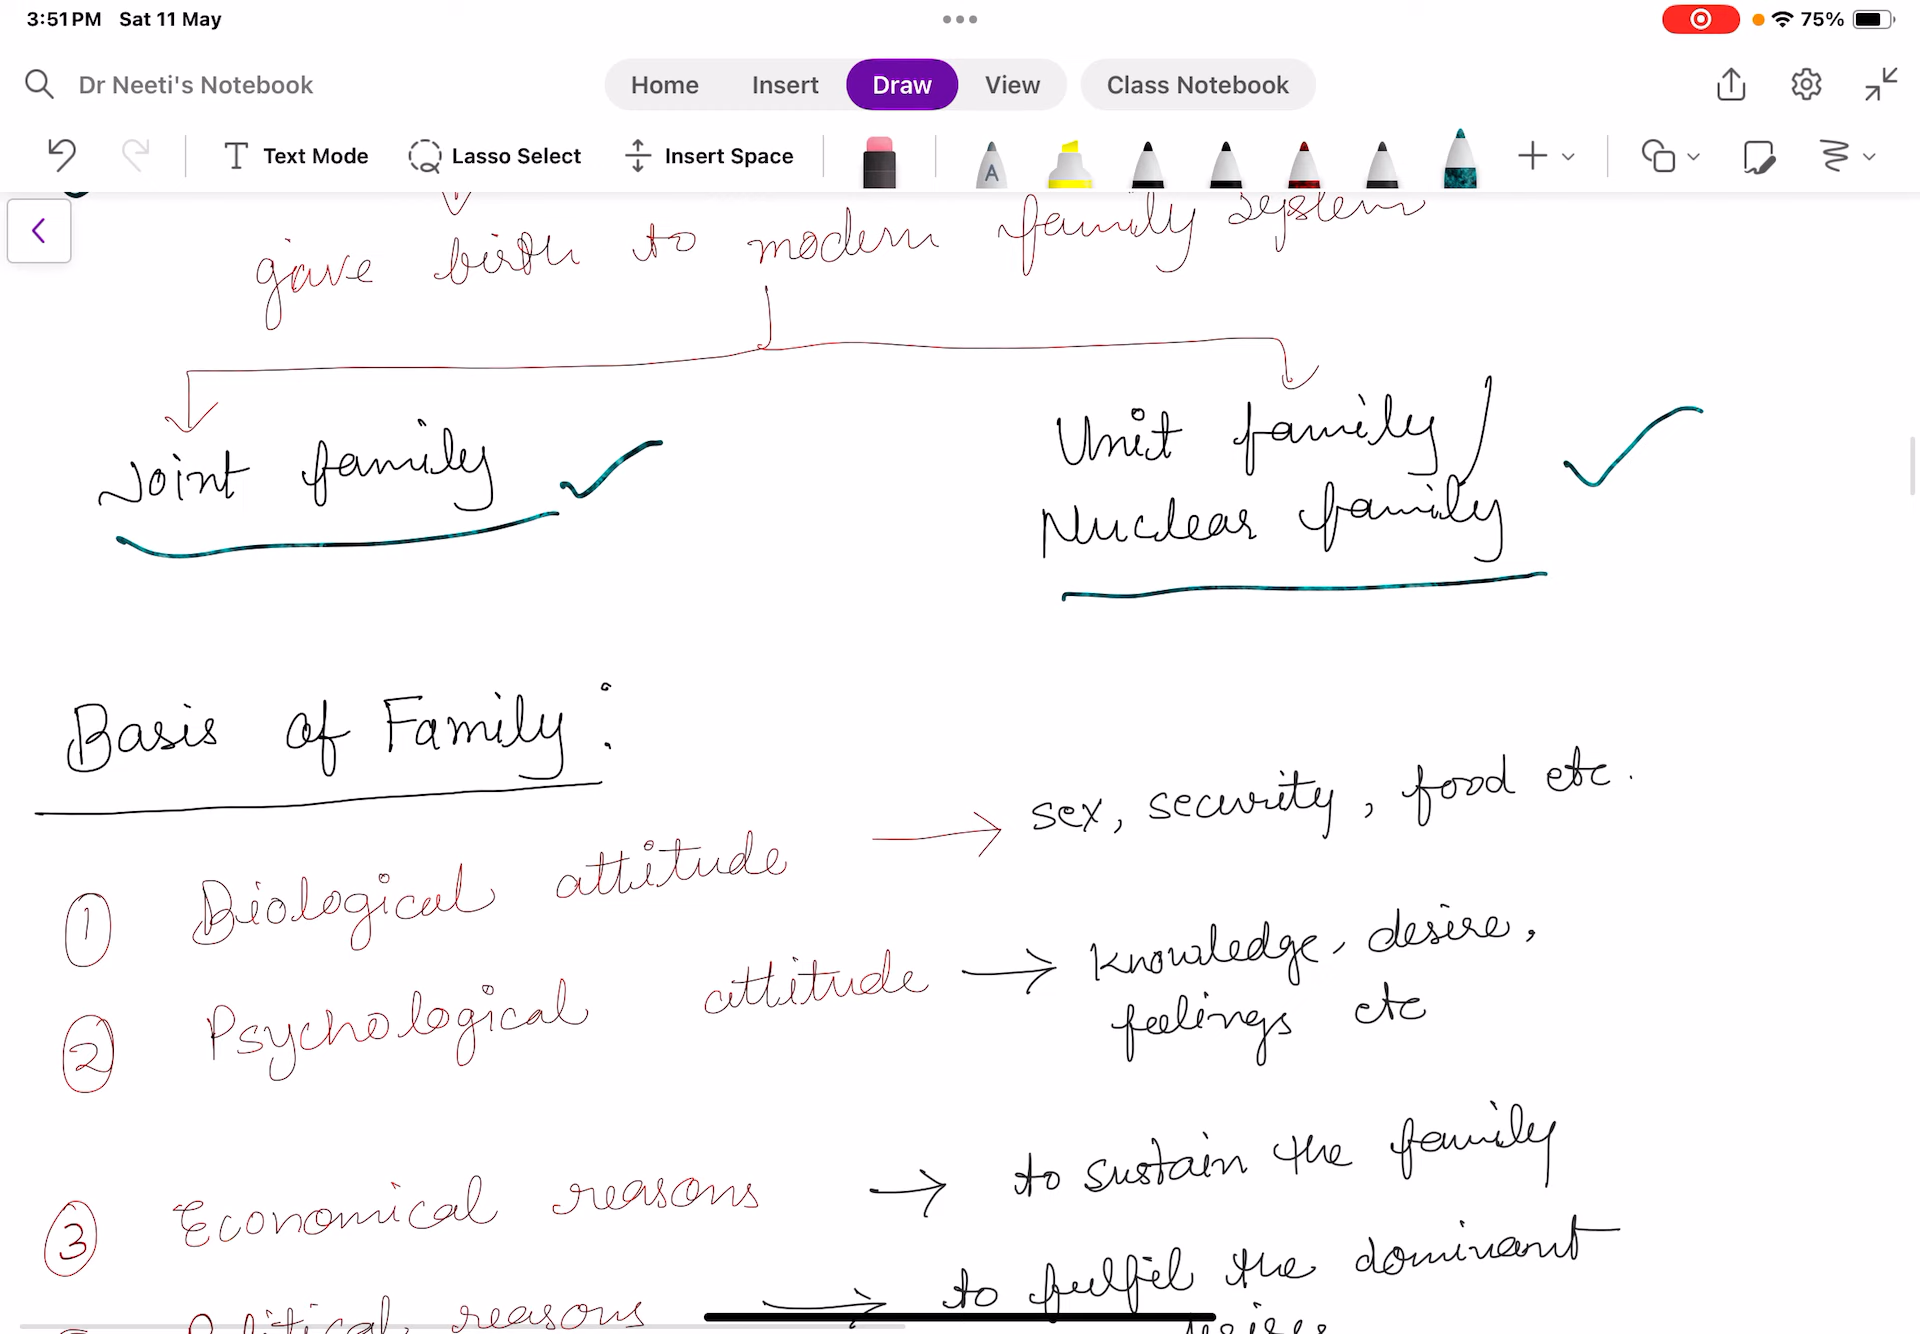 3:51 PM Sat 11 May
75%
Dr Neeti's Notebook
Home Insert Draw View Class Notebook
Text Mode Lasso Select Insert Space
A
gave birth to modern family system
Joint family
Unit family /
Nuclear family
Basis of Family :
① Biological attitude → sex, security, food etc.
② Psychological attitude → Knowledge, desire,
feelings etc
③ Economical reasons → to sustain the family
Political reasons → to fulfil the dominant